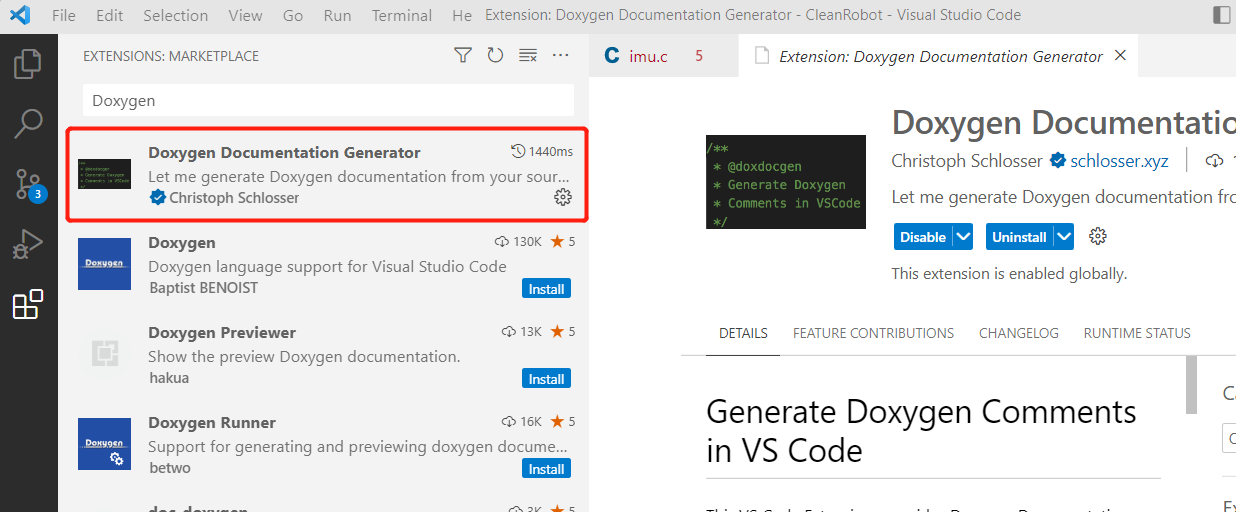 File Edit Selection View Go Run Terminal He Extension: Doxygen Documentation Generator - CleanRobot - Visual Studio Code
EXTENSIONS: MARKETPLACE
Doxygen
Doxygen Documentation Generator 1440ms
Let me generate Doxygen documentation from your sour...
Christoph Schlosser
3
Doxygen 130K 5
Doxygen language support for Visual Studio Code
Baptist BENOIST Install
Doxygen Previewer 13K 5
Show the preview Doxygen documentation.
hakua Install
Doxygen Runner 16K 5
Support for generating and previewing doxygen docume...
betwo Install
doc-doxygen 3K 5
C imu.c 5 Extension: Doxygen Documentation Generator
/**
* @doxdocgen
* Generate Doxygen
* Comments in VSCode
*/
Doxygen Documentatio
Christoph Schlosser schlosser.xyz
Let me generate Doxygen documentation fro
Disable Uninstall
This extension is enabled globally.
DETAILS FEATURE CONTRIBUTIONS CHANGELOG RUNTIME STATUS
Generate Doxygen Comments
in VS Code
Ca